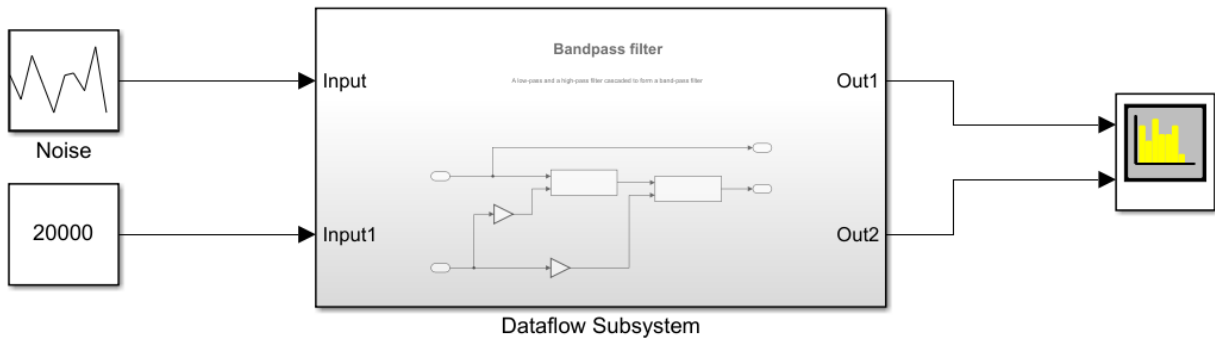 Bandpass filter
A low-pass and a high-pass filter cascaded to form a band-pass filter
Input
Out1
Noise
20000
Input1
Out2
Dataflow Subsystem